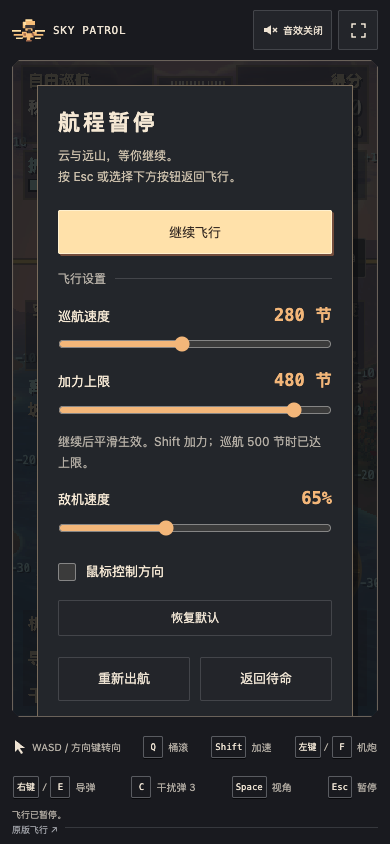 SKY PATROL
音效关闭
自由巡航
得分
航程暂停
云与远山，等你继续。
按 Esc 或选择下方按钮返回飞行。
继续飞行
飞行设置
巡航速度 280 节
加力上限 480 节
继续后平滑生效。Shift 加力；巡航 500 节时已达
上限。
敌机速度 65%
鼠标控制方向
恢复默认
重新出航 返回待命
WASD / 方向键转向 Q 桶滚 Shift 加速 左键 / F 机炮
右键 / E 导弹 C 干扰弹 3 Space 视角 Esc 暂停
飞行已暂停。
原版飞行 ↗